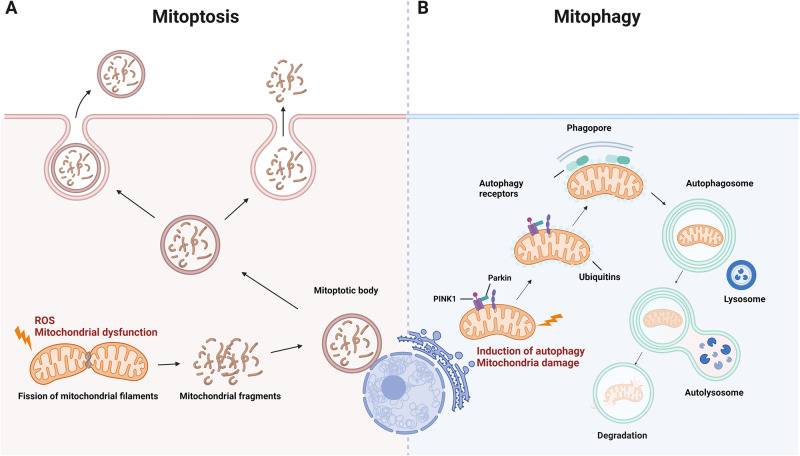 A
Mitoptosis
Mitoptotic body
ROS
Mitochondrial dysfunction
Fission of mitochondrial filaments
Mitochondrial fragments
B
Mitophagy
Phagopore
Autophagy
receptors
Autophagosome
Ubiquitins
Lysosome
Parkin
PINK1
Induction of autophagy
Mitochondria damage
Autolysosome
Degradation